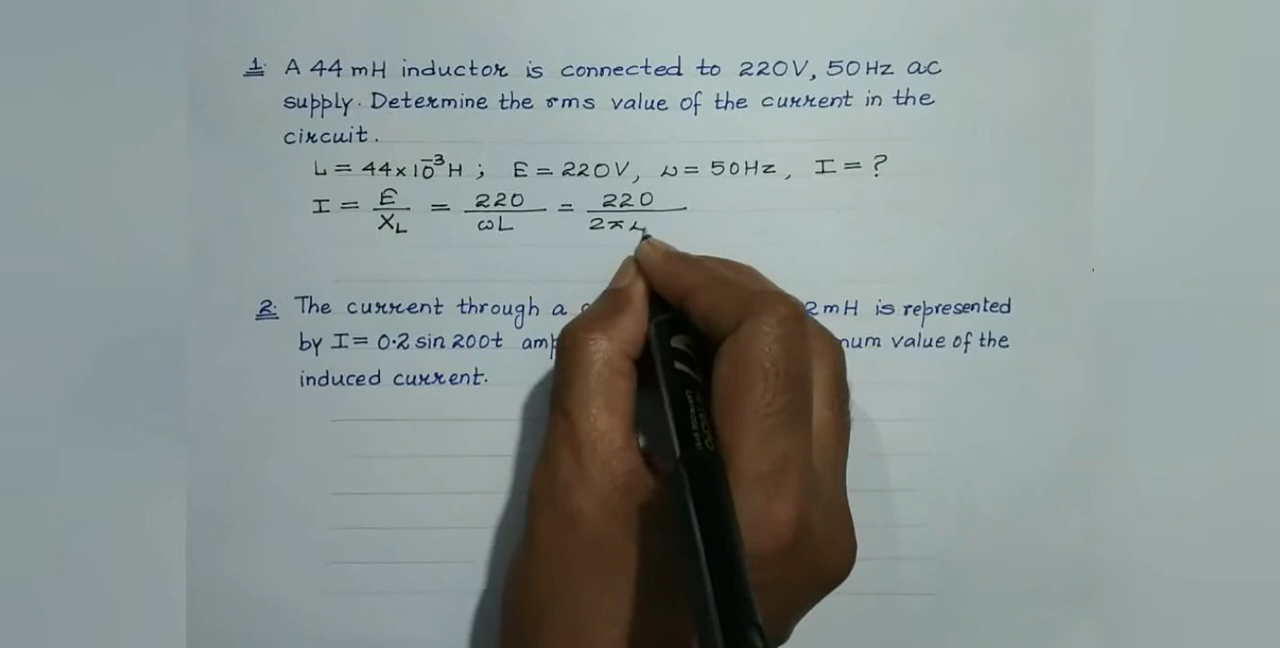 1. A 44 mH inductor is connected to 220V, 50Hz ac
supply. Determine the rms value of the current in the
circuit.
L = 44×10⁻³H ; E = 220V, ν = 50Hz, I = ?
I = E/X_L = 220/ωL = 220/2π
2. The current through a 2mH is represented
by I = 0.2 sin 200t value of the
induced current.